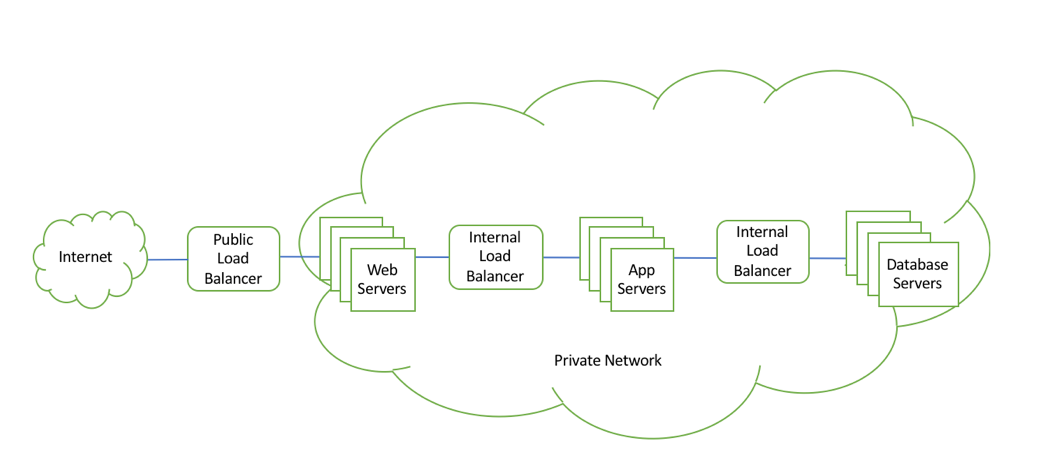 Internet
Public
Load
Balancer
Web
Servers
Internal
Load
Balancer
App
Servers
Internal
Load
Balancer
Database
Servers
Private Network